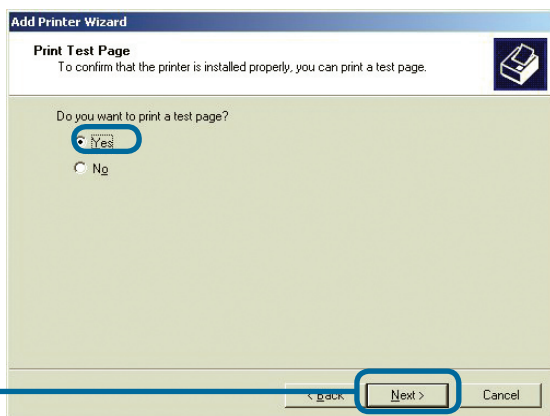 Add Printer Wizard
Print Test Page
To confirm that the printer is installed properly, you can print a test page.
Do you want to print a test page?
Yes
No
< Back Next > Cancel